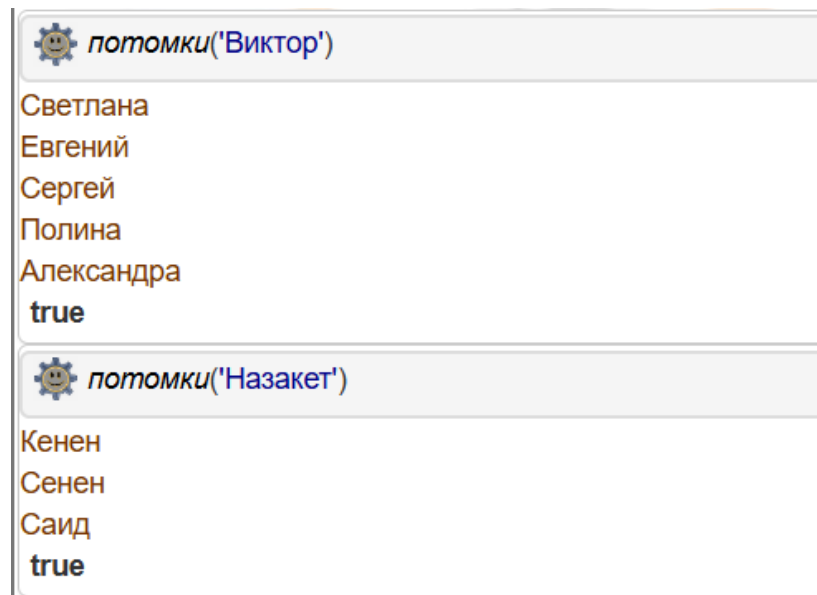 потомки('Виктор')
Светлана
Евгений
Сергей
Полина
Александра
true
потомки('Назакет')
Кенен
Сенен
Саид
true